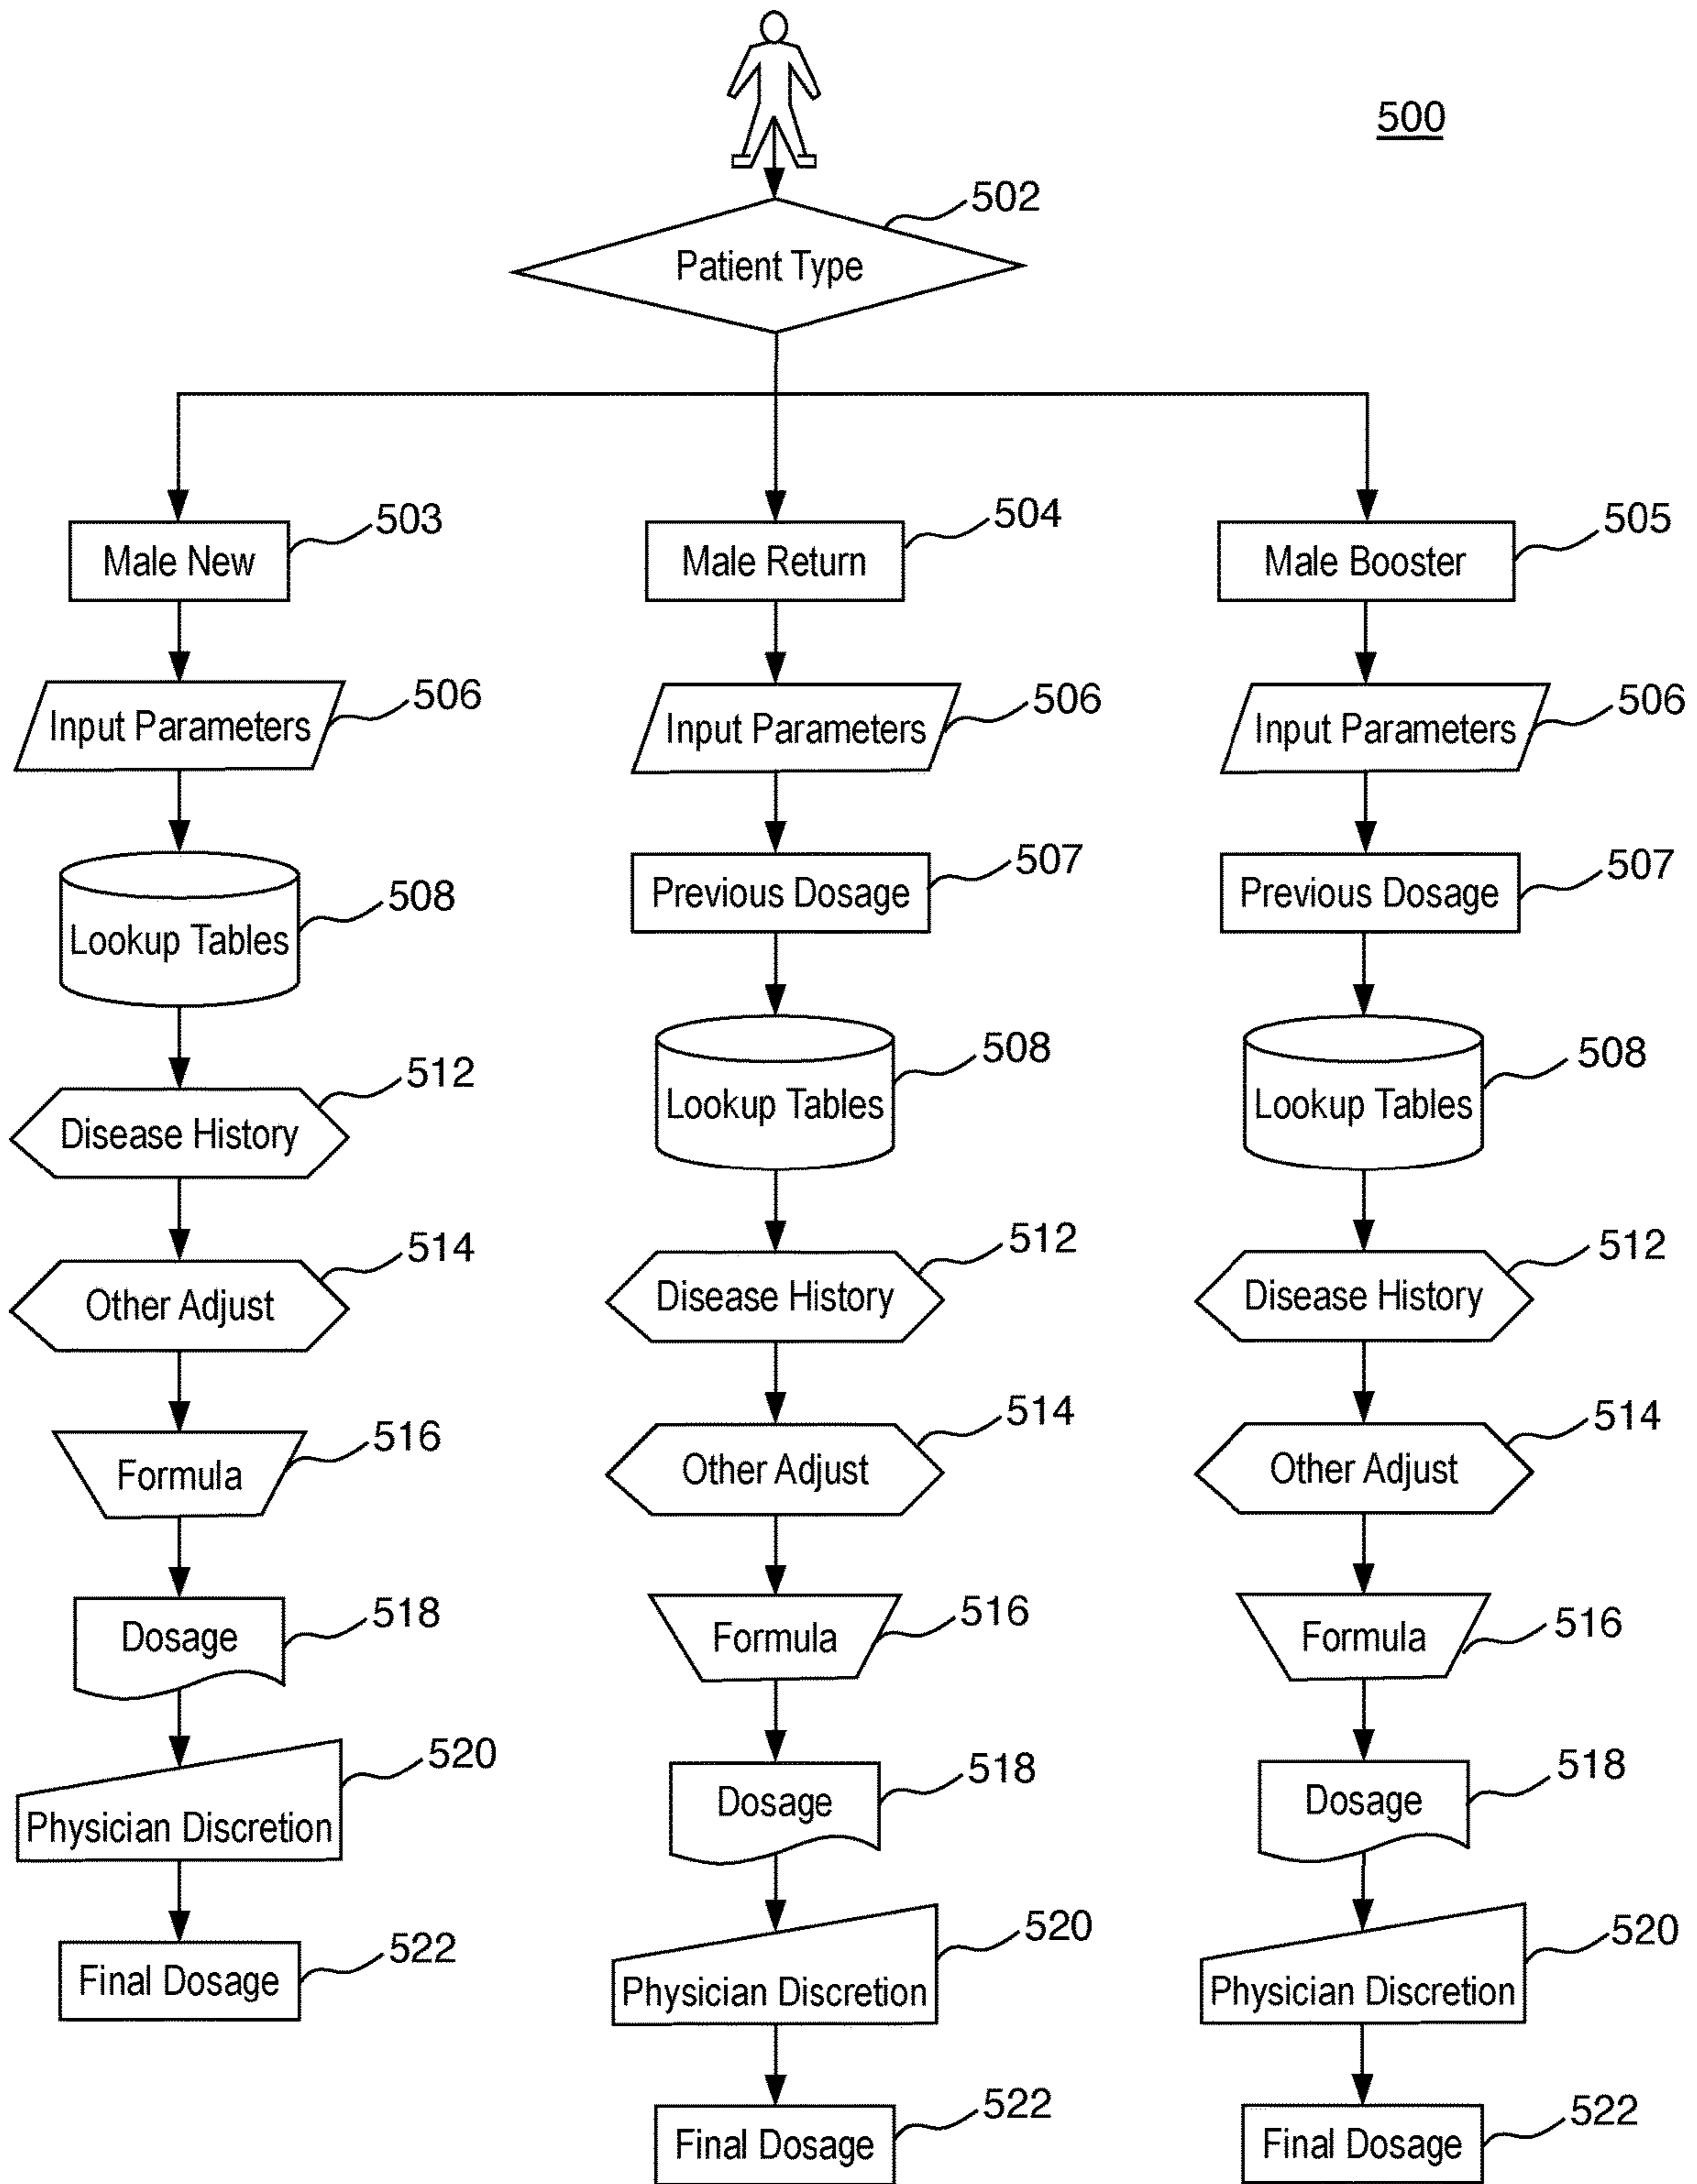 500
502
Patient Type
503
Male New
504
Male Return
505
Male Booster
506
Input Parameters
506
Input Parameters
506
Input Parameters
508
Lookup Tables
507
Previous Dosage
507
Previous Dosage
512
Disease History
508
Lookup Tables
508
Lookup Tables
514
Other Adjust
512
Disease History
512
Disease History
516
Formula
514
Other Adjust
514
Other Adjust
518
Dosage
516
Formula
516
Formula
520
Physician Discretion
518
Dosage
518
Dosage
522
Final Dosage
520
Physician Discretion
520
Physician Discretion
522
Final Dosage
522
Final Dosage